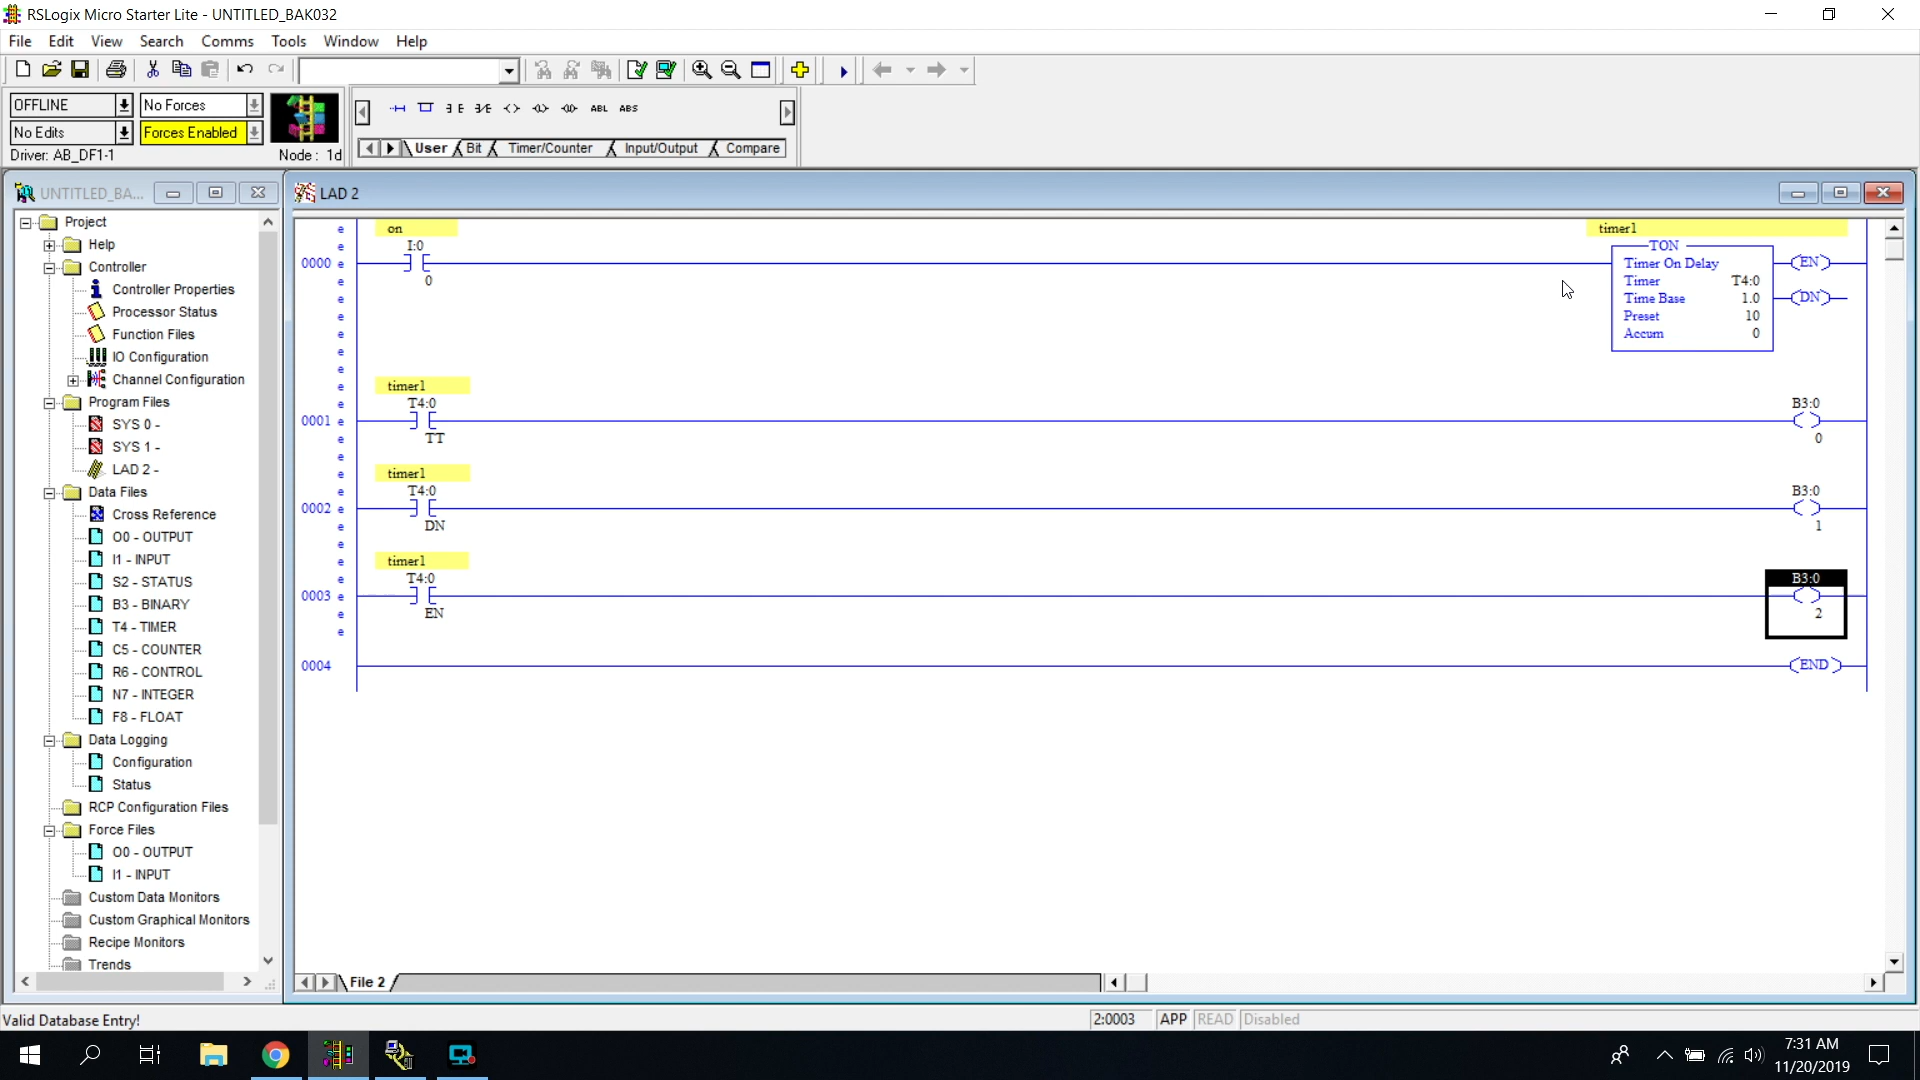 RSLogix Micro Starter Lite - UNTITLED_BAK032
File Edit View Search Comms Tools Window Help
OFFLINE No Forces
No Edits Forces Enabled
Driver: AB_DF1-1 Node : 1d
ABL ABS
User Bit Timer/Counter Input/Output Compare
UNTITLED_BA...
Project
Help
Controller
Controller Properties
Processor Status
Function Files
IO Configuration
Channel Configuration
Program Files
SYS 0 -
SYS 1 -
LAD 2 -
Data Files
Cross Reference
O0 - OUTPUT
I1 - INPUT
S2 - STATUS
B3 - BINARY
T4 - TIMER
C5 - COUNTER
R6 - CONTROL
N7 - INTEGER
F8 - FLOAT
Data Logging
Configuration
Status
RCP Configuration Files
Force Files
O0 - OUTPUT
I1 - INPUT
Custom Data Monitors
Custom Graphical Monitors
Recipe Monitors
Trends
LAD 2
e on timer1
e I:0 TON
0000 e Timer On Delay EN
e 0 Timer T4:0
e Time Base 1.0 DN
e Preset 10
e Accum 0
e
e
e timer1
e T4:0 B3:0
0001 e
e TT 0
e
e timer1
e T4:0 B3:0
0002 e
e DN 1
e
e timer1
e T4:0 B3:0
0003 e
e EN 2
e
0004 END
File 2
Valid Database Entry! 2:0003 APP READ Disabled
7:31 AM
11/20/2019